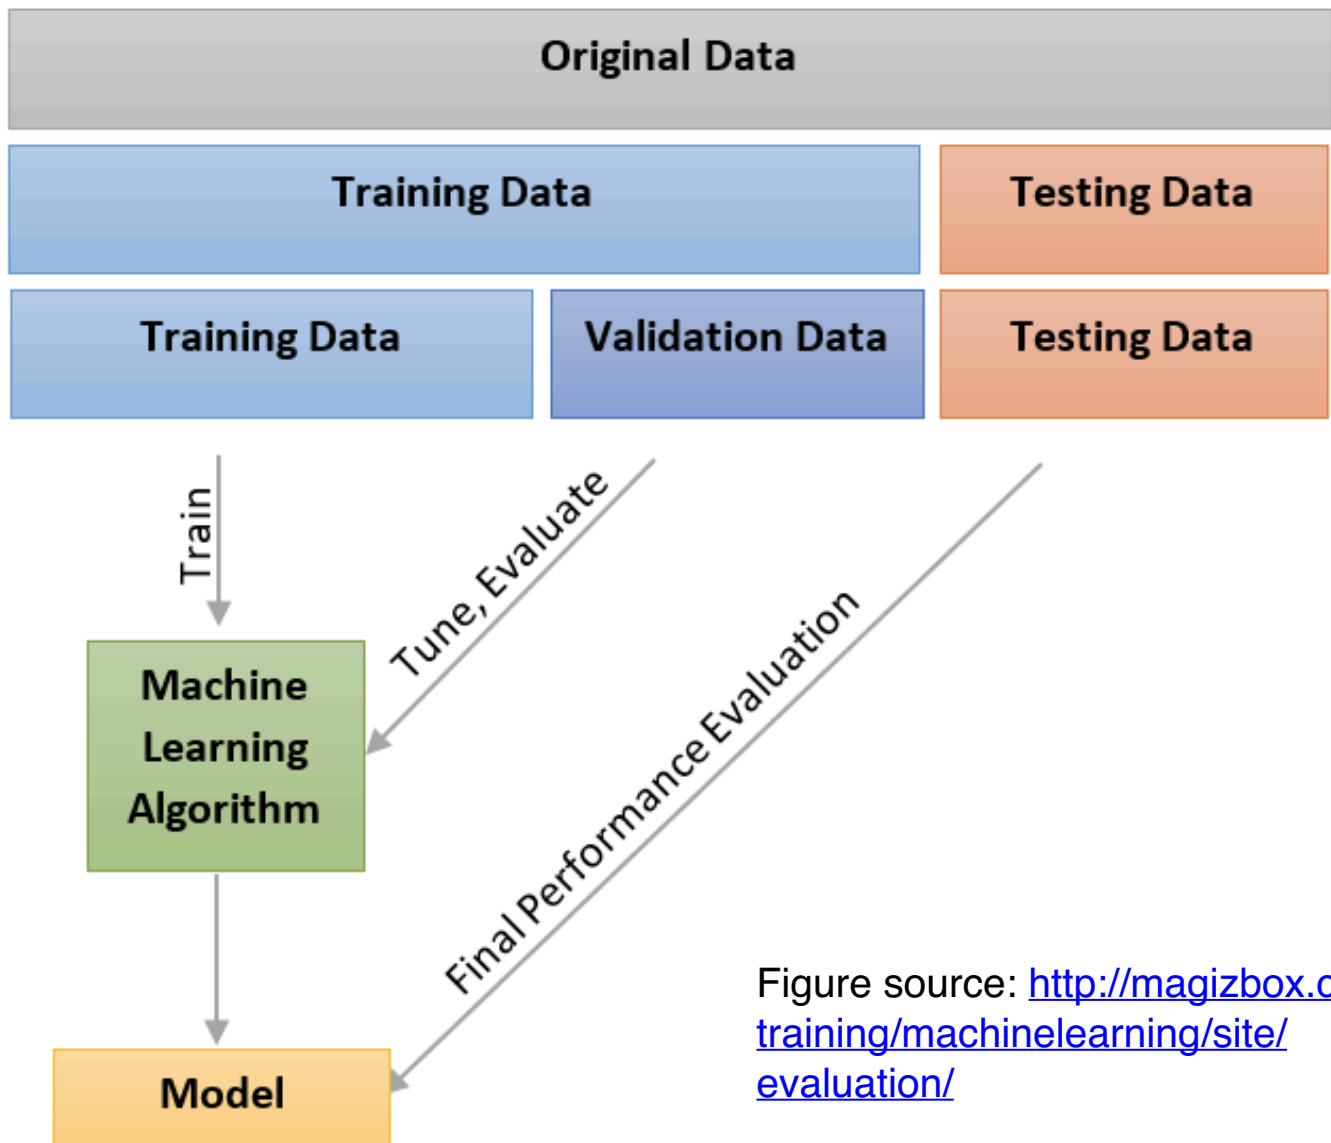 Original Data
Training Data
Testing Data
Training Data
Validation Data
Testing Data
Train
Tune, Evaluate
Final Performance Evaluation
Machine
Learning
Algorithm
Model
Figure source: http://magizbox.c
training/machinelearning/site/
evaluation/